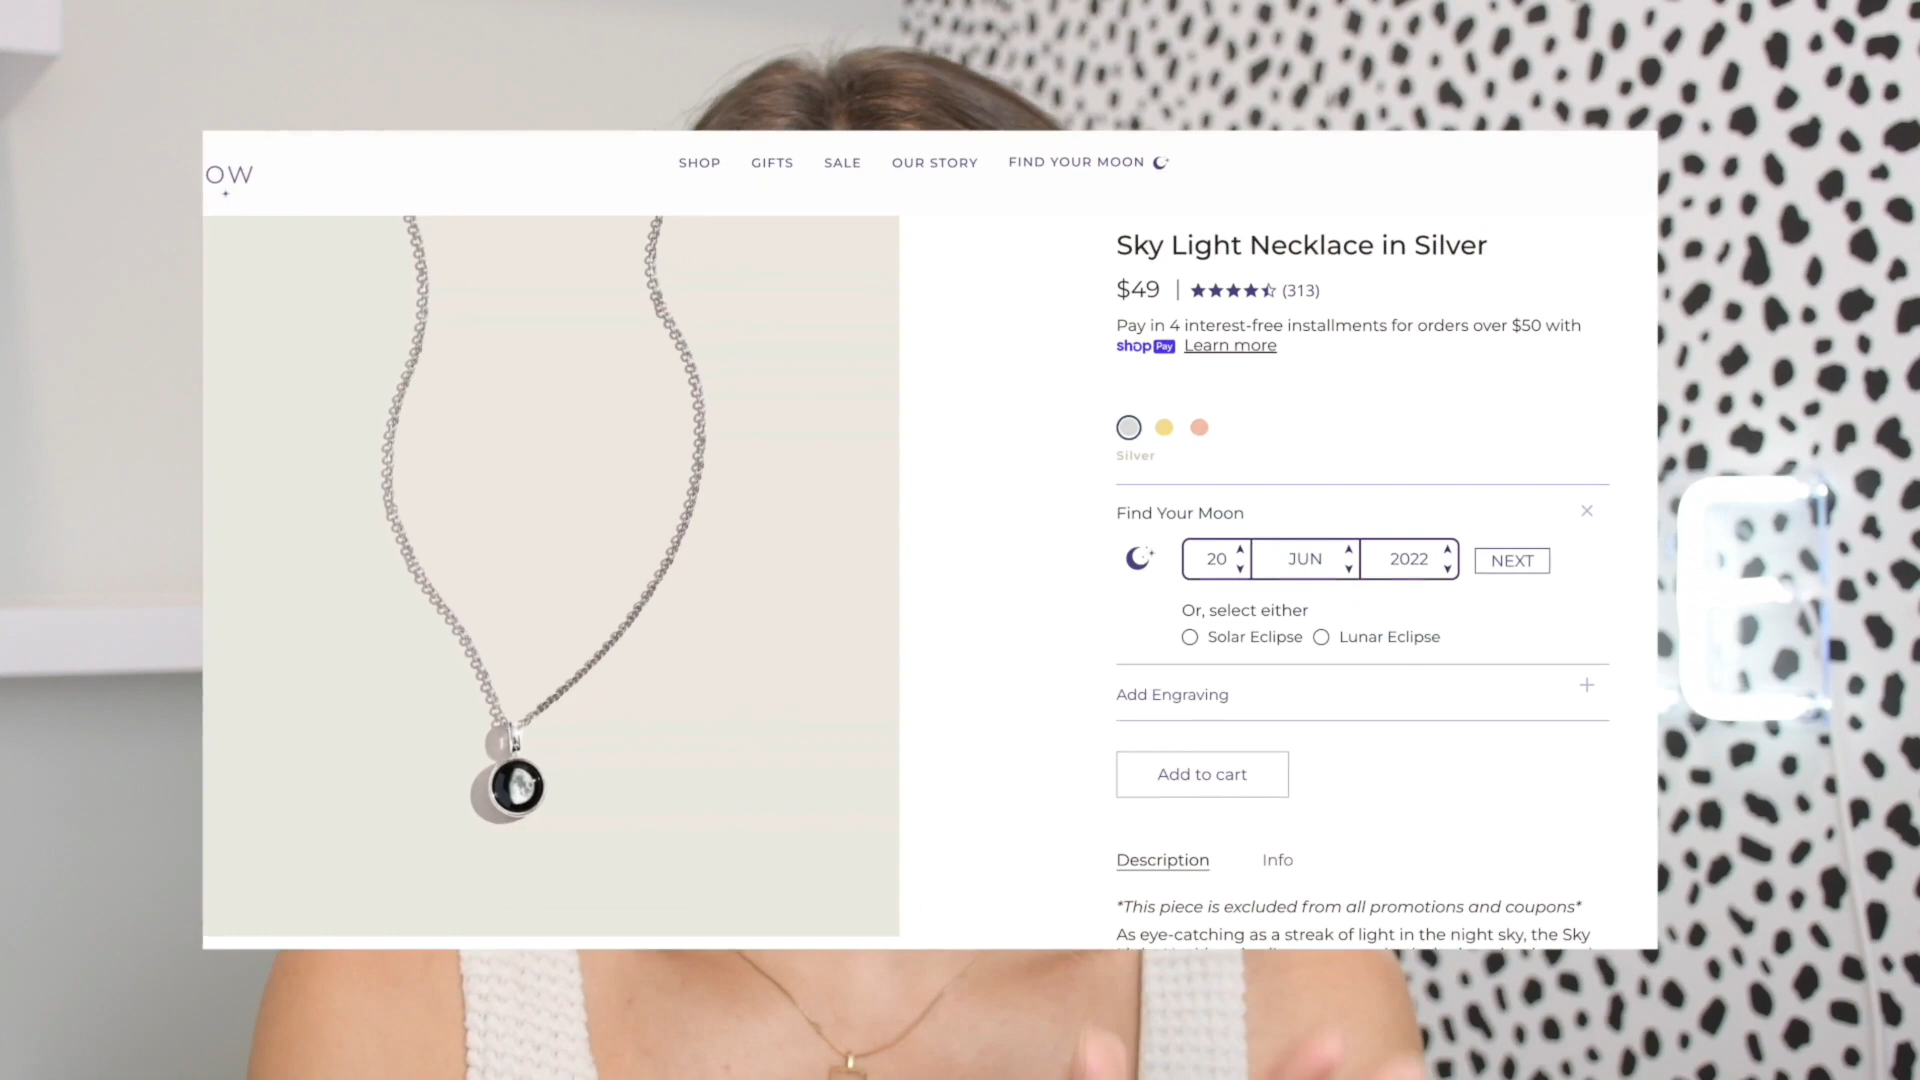 OW
SHOP GIFTS SALE OUR STORY FIND YOUR MOON
Sky Light Necklace in Silver
$49 | (313)
Pay in 4 interest-free installments for orders over $50 with
shop Pay Learn more
Silver
Find Your Moon
20 JUN 2022 NEXT
Or, select either
Solar Eclipse Lunar Eclipse
Add Engraving
Add to cart
Description Info
*This piece is excluded from all promotions and coupons*
As eye-catching as a streak of light in the night sky, the Sky